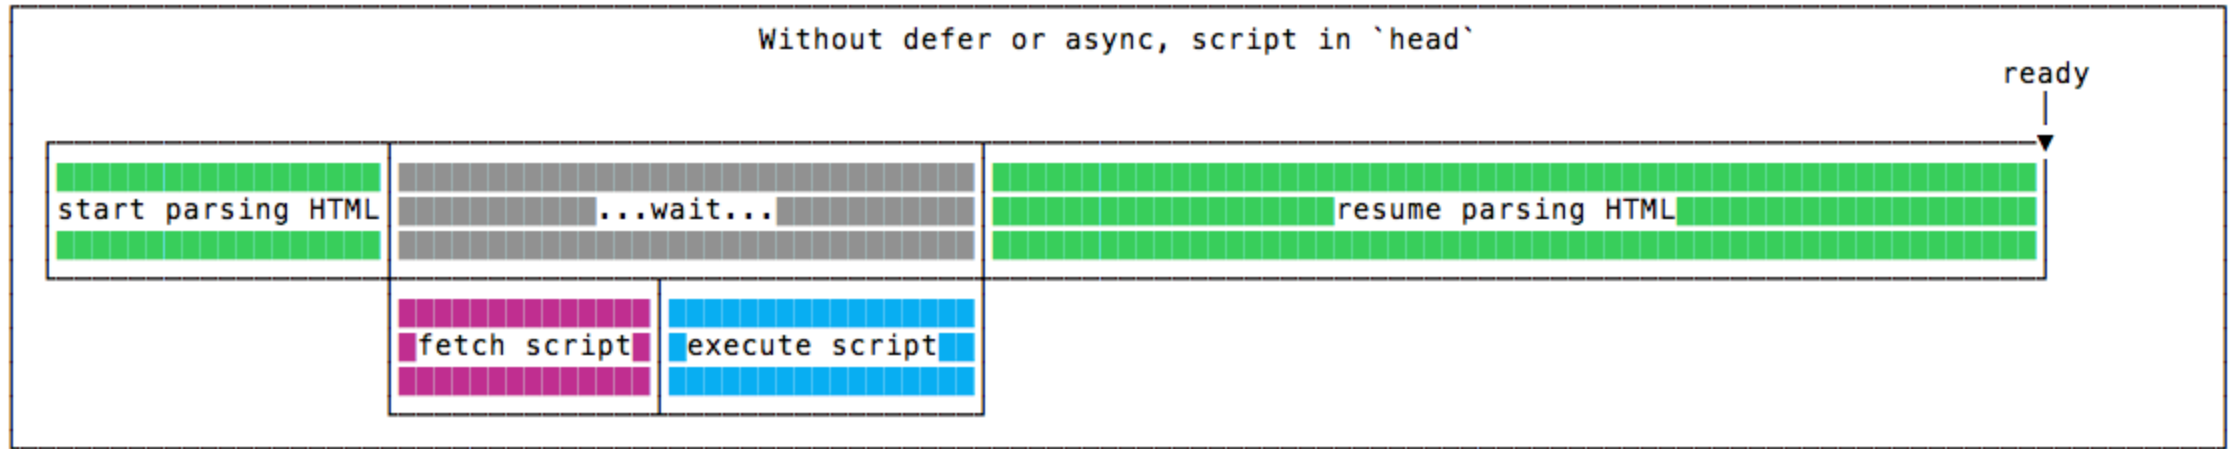 Without defer or async, script in `head`
ready
start parsing HTML ...wait... resume parsing HTML
fetch script execute script